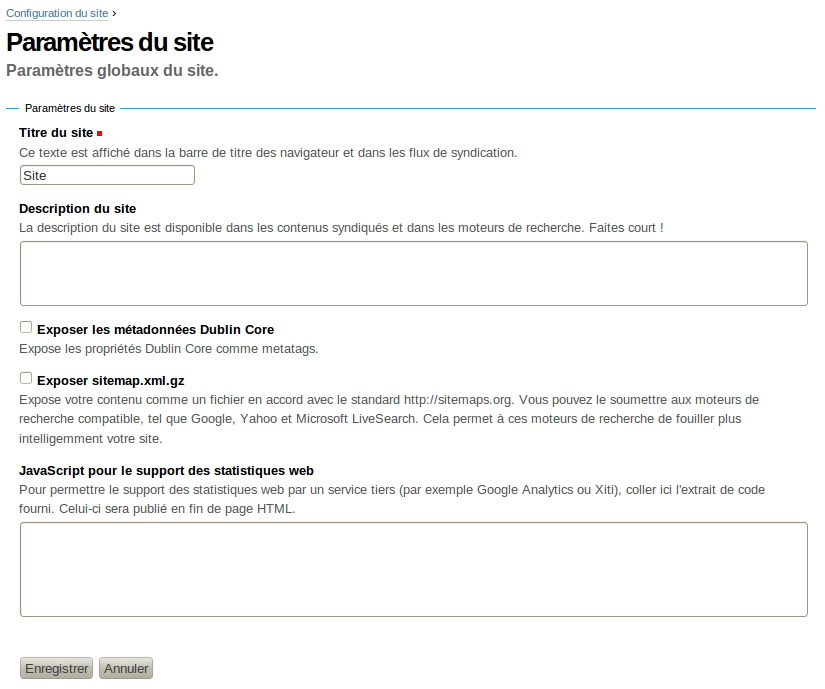 Configuration du site ›
Paramètres du site
Paramètres globaux du site.
Paramètres du site
Titre du site
Ce texte est affiché dans la barre de titre des navigateur et dans les flux de syndication.
Site
Description du site
La description du site est disponible dans les contenus syndiqués et dans les moteurs de recherche. Faites court !
Exposer les métadonnées Dublin Core
Expose les propriétés Dublin Core comme metatags.
Exposer sitemap.xml.gz
Expose votre contenu comme un fichier en accord avec le standard http://sitemaps.org. Vous pouvez le soumettre aux moteurs de
recherche compatible, tel que Google, Yahoo et Microsoft LiveSearch. Cela permet à ces moteurs de recherche de fouiller plus
intelligemment votre site.
JavaScript pour le support des statistiques web
Pour permettre le support des statistiques web par un service tiers (par exemple Google Analytics ou Xiti), coller ici l'extrait de code
fourni. Celui-ci sera publié en fin de page HTML.
Enregistrer Annuler